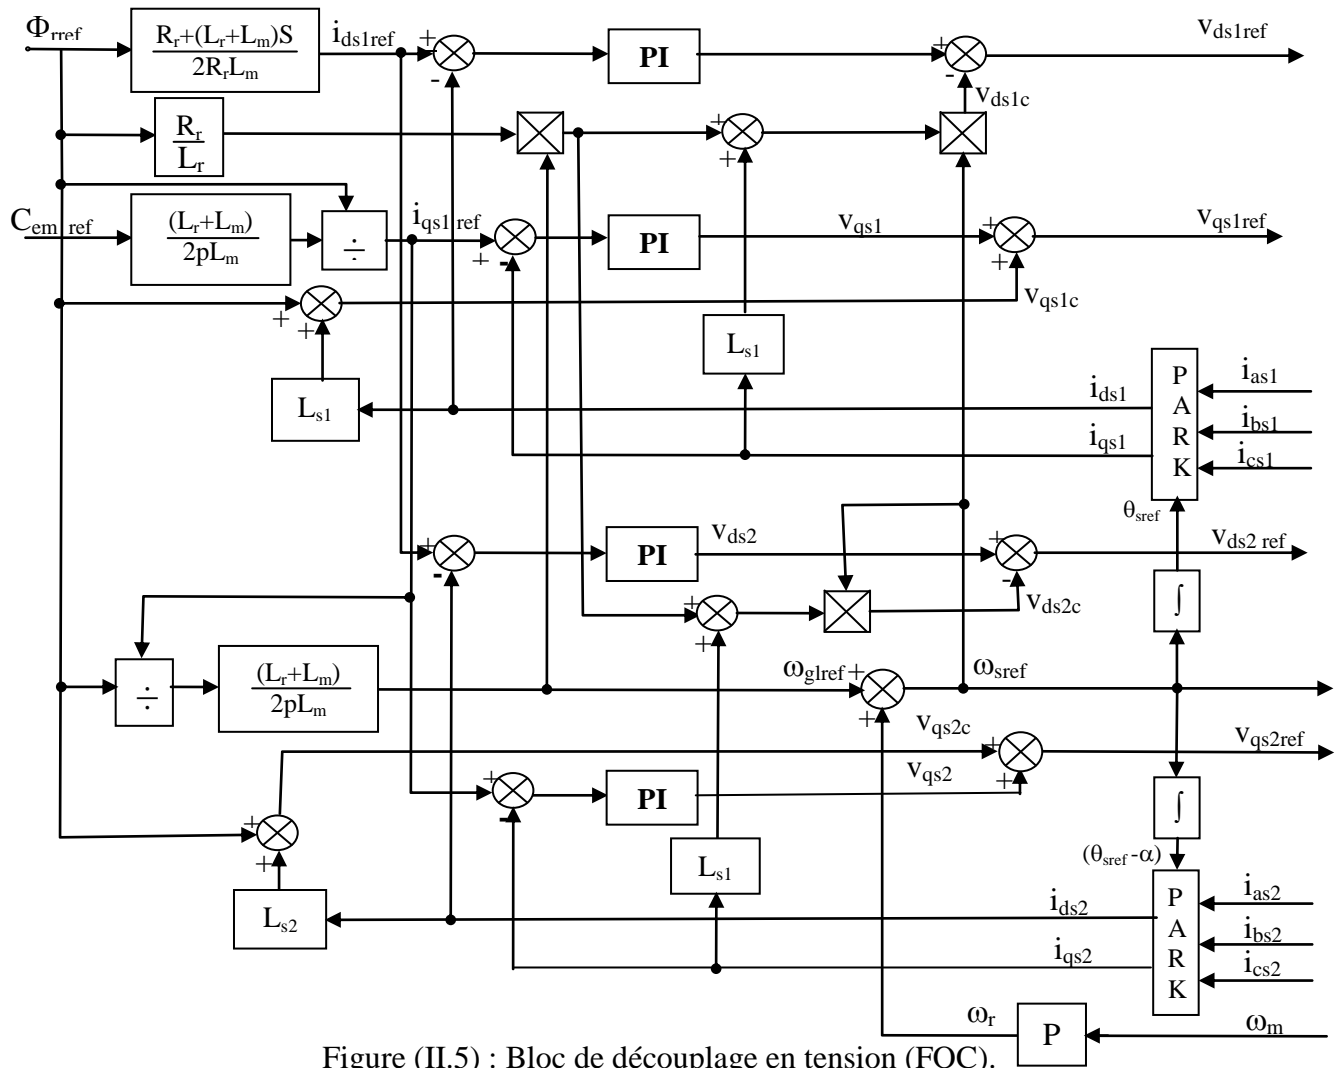 Φrref
Rr+(Lr+Lm)S
2RrLm
ids1ref
+
-
PI
+
-
vds1ref
vds1c
Rr
Lr
+
+
Cem_ref
(Lr+Lm)
2pLm
÷
iqs1 ref
+
-
PI
vqs1
+
+
vqs1ref
vqs1c
+
+
Ls1
Ls1
ids1
iqs1
P
A
R
K
ias1
ibs1
ics1
θsref
+
-
PI
vds2
+
-
vds2 ref
vds2c
∫
+
+
÷
(Lr+Lm)
2pLm
ωglref
+
+
ωsref
vqs2c
+
+
vqs2ref
vqs2
+
-
PI
∫
+
+
Ls1
(θsref -α)
Ls2
ids2
iqs2
P
A
R
K
ias2
ibs2
ics2
ωr
P
ωm
Figure (II.5) : Bloc de découplage en tension (FOC).